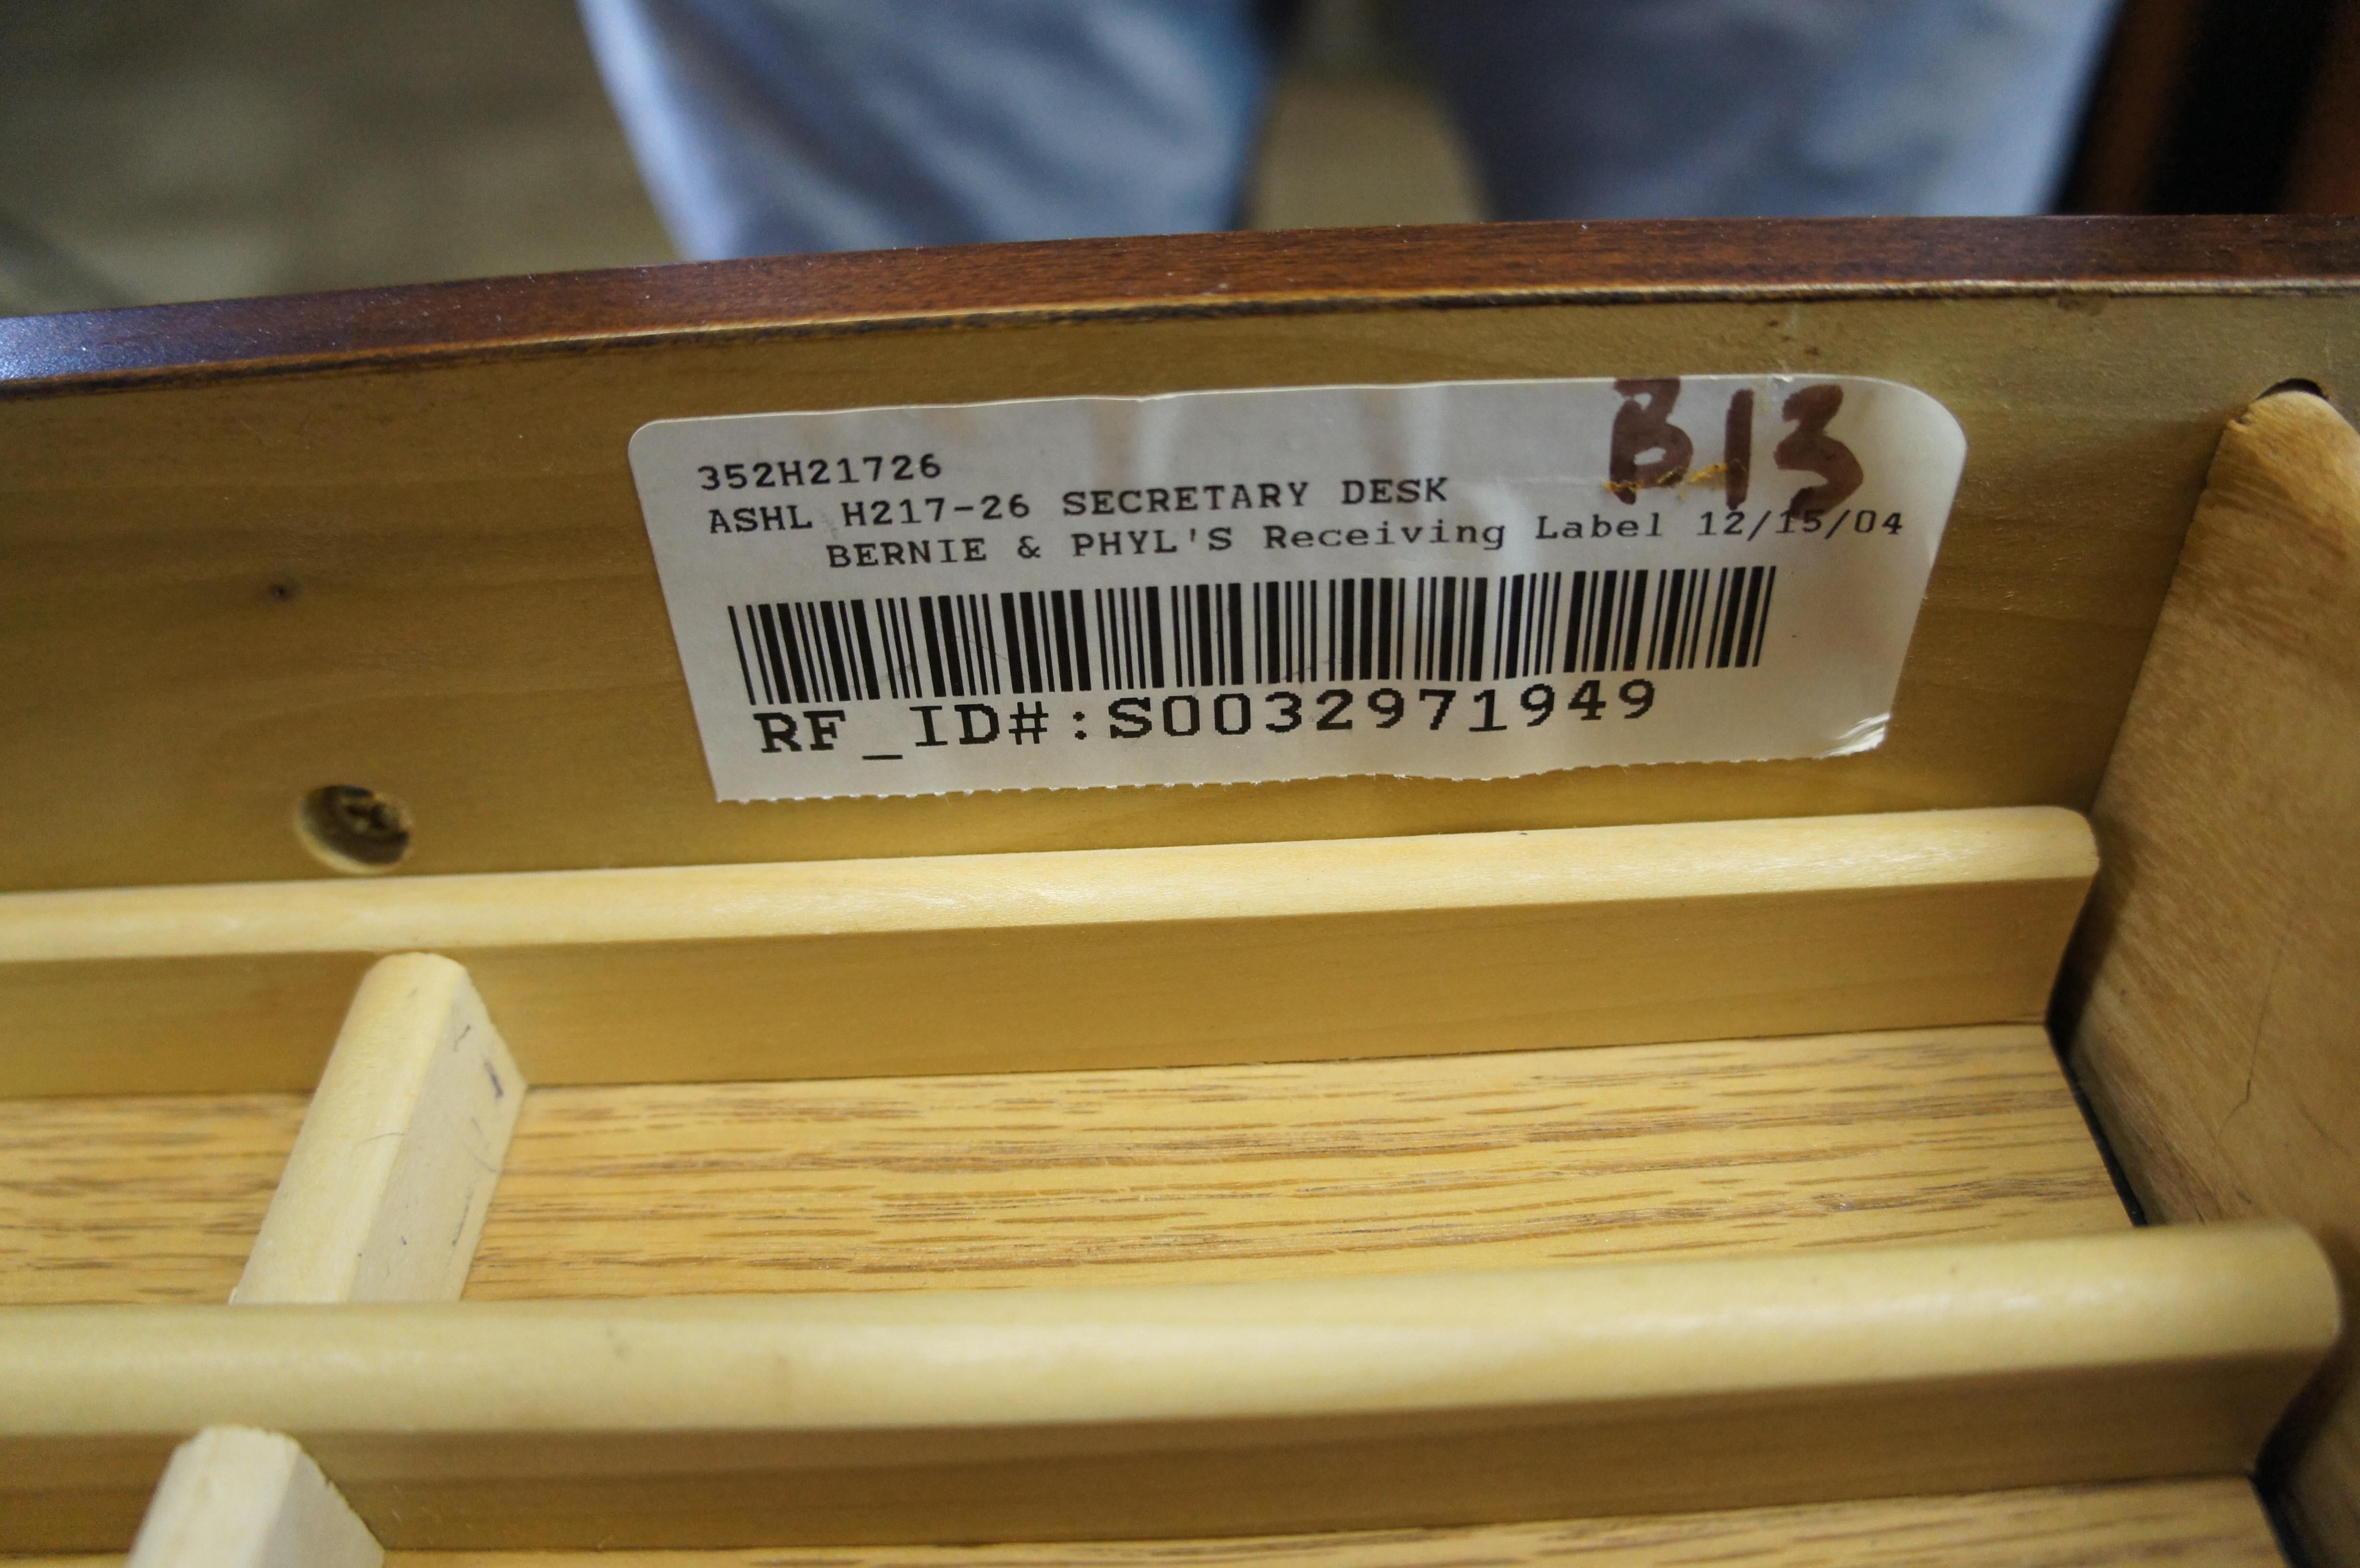 B13
352H21726
ASHL H217-26 SECRETARY DESK
BERNIE & PHYL'S Receiving Label 12/15/04
RF_ID#:S0032971949